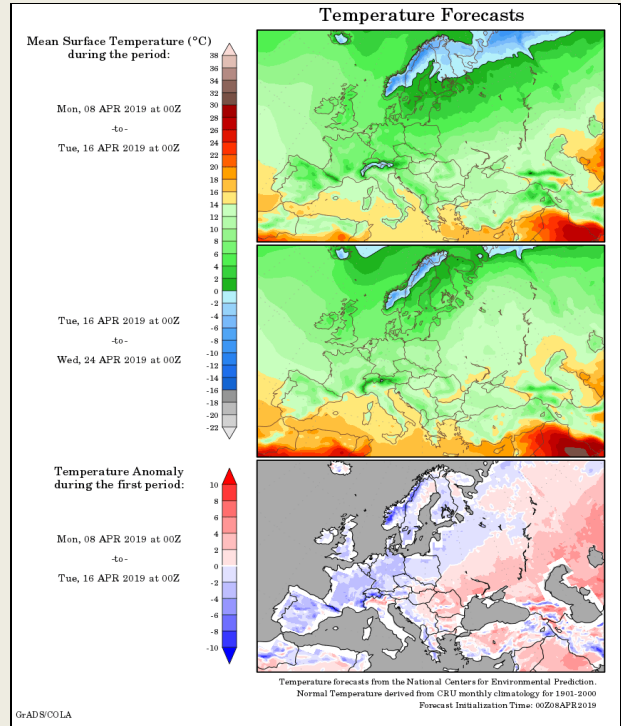 Temperature Forecasts
Mean Surface Temperature (°C)
during the period:
Mon, 08 APR 2019 at 00Z
-to-
Tue, 16 APR 2019 at 00Z
38
36
34
32
30
28
26
24
22
20
18
16
14
12
10
8
6
4
2
0
-2
-4
-6
-8
-10
-12
-14
-16
-18
-20
-22
Tue, 16 APR 2019 at 00Z
-to-
Wed, 24 APR 2019 at 00Z
Temperature Anomaly
during the first period:
Mon, 08 APR 2019 at 00Z
-to-
Tue, 16 APR 2019 at 00Z
10
8
6
4
2
0
-2
-4
-6
-8
-10
Temperature forecasts from the National Centers for Environmental Prediction.
Normal Temperature derived from CRU monthly climatology for 1901-2000
Forecast Initialization Time: 00Z08APR2019
GrADS/COLA